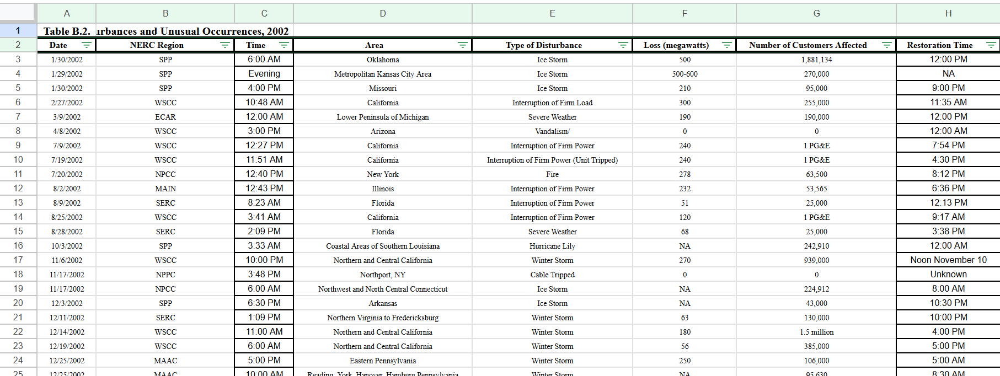 A B C D E F G H
1 Table B.2. urbances and Unusual Occurrences, 2002
2 Date NERC Region Time Area Type of Disturbance Loss (megawatts) Number of Customers Affected Restoration Time
3 1/30/2002 SPP 6:00 AM Oklahoma Ice Storm 500 1,881,134 12:00 PM
4 1/29/2002 SPP Evening Metropolitan Kansas City Area Ice Storm 500-600 270,000 NA
5 1/30/2002 SPP 4:00 PM Missouri Ice Storm 210 95,000 9:00 PM
6 2/27/2002 WSCC 10:48 AM California Interruption of Firm Load 300 255,000 11:35 AM
7 3/9/2002 ECAR 12:00 AM Lower Peninsula of Michigan Severe Weather 190 190,000 12:00 PM
8 4/8/2002 WSCC 3:00 PM Arizona Vandalism/ 0 0 12:00 AM
9 7/9/2002 WSCC 12:27 PM California Interruption of Firm Power 240 1 PG&E 7:54 PM
10 7/19/2002 WSCC 11:51 AM California Interruption of Firm Power (Unit Tripped) 240 1 PG&E 4:30 PM
11 7/20/2002 NPCC 12:40 PM New York Fire 278 63,500 8:12 PM
12 8/2/2002 MAIN 12:43 PM Illinois Interruption of Firm Power 232 53,565 6:36 PM
13 8/9/2002 SERC 8:23 AM Florida Interruption of Firm Power 51 25,000 12:13 PM
14 8/25/2002 WSCC 3:41 AM California Interruption of Firm Power 120 1 PG&E 9:17 AM
15 8/28/2002 SERC 2:09 PM Florida Severe Weather 68 25,000 3:38 PM
16 10/3/2002 SPP 3:33 AM Coastal Areas of Southern Louisiana Hurricane Lily NA 242,910 12:00 AM
17 11/6/2002 WSCC 10:00 PM Northern and Central California Winter Storm 270 939,000 Noon November 10
18 11/17/2002 NPPC 3:48 PM Northport, NY Cable Tripped 0 0 Unknown
19 11/17/2002 NPCC 6:00 AM Northwest and North Central Connecticut Ice Storm NA 224,912 8:00 AM
20 12/3/2002 SPP 6:30 PM Arkansas Ice Storm NA 43,000 10:30 PM
21 12/11/2002 SERC 1:09 PM Northern Virginia to Fredericksburg Winter Storm 63 130,000 10:00 PM
22 12/14/2002 WSCC 11:00 AM Northern and Central California Winter Storm 180 1.5 million 4:00 PM
23 12/19/2002 WSCC 6:00 AM Northern and Central California Winter Storm 56 385,000 5:00 PM
24 12/25/2002 MAAC 5:00 PM Eastern Pennsylvania Winter Storm 250 106,000 5:00 AM
25 12/25/2002 MAAC 10:00 AM Reading, York, Hanover, Hamburg Pennsylvania Winter Storm NA 95,630 8:30 AM